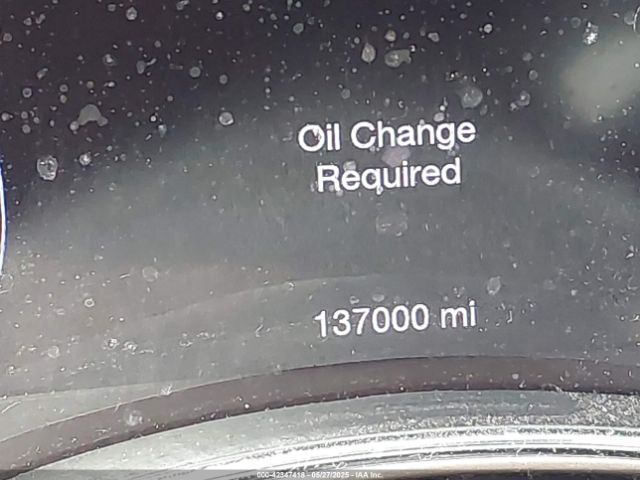 Oil Change
Required
137000 mi
000-42347418 - 05/27/2025 - IAA Inc.